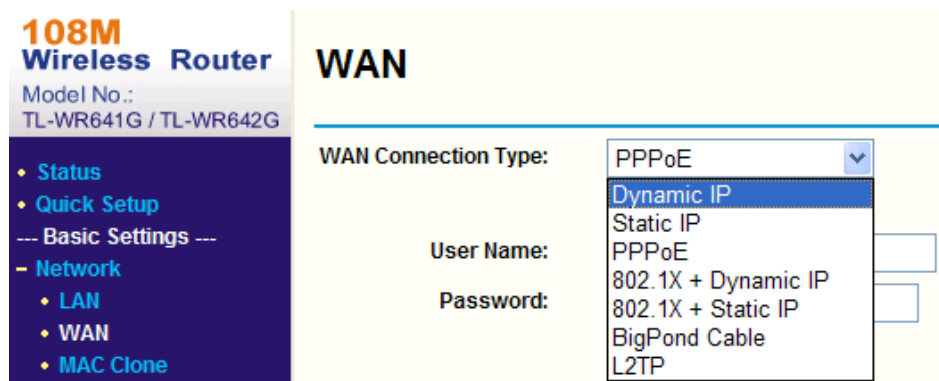 108M
Wireless Router
Model No.:
TL-WR641G / TL-WR642G
• Status
• Quick Setup
--- Basic Settings ---
– Network
• LAN
• WAN
• MAC Clone
WAN
WAN Connection Type:
PPPoE
Dynamic IP
Static IP
PPPoE
802.1X + Dynamic IP
802.1X + Static IP
BigPond Cable
L2TP
User Name:
Password: